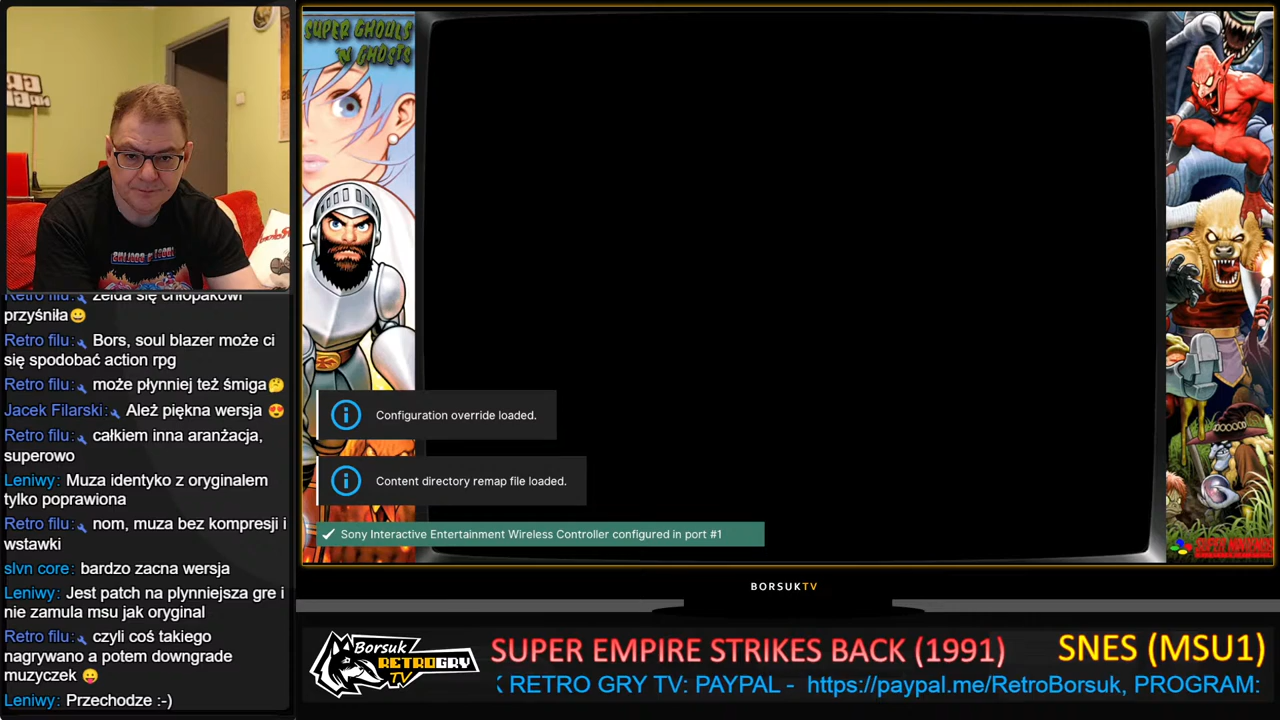 SUPER GHOULS
'N GHOSTS
Retro filu: zelda się chłopakowi
przyśniła😀
Retro filu: Bors, soul blazer może ci
się spodobać action rpg
Retro filu: może płynniej też śmiga🤔
Jacek Filarski: Ależ piękna wersja 😍
Retro filu: całkiem inna aranżacja,
superowo
Leniwy: Muza identyko z oryginalem
tylko poprawiona
Retro filu: nom, muza bez kompresji i
wstawki
slvn core: bardzo zacna wersja
Leniwy: Jest patch na plynniejsza gre i
nie zamula msu jak oryginal
Retro filu: czyli coś takiego
nagrywano a potem downgrade
muzyczek 😛
Leniwy: Przechodze :-)
Configuration override loaded.
Content directory remap file loaded.
Sony Interactive Entertainment Wireless Controller configured in port #1
SUPER NINTENDO
BORSUKTV
Borsuk
RETROGRY
TV
SUPER EMPIRE STRIKES BACK (1991)
SNES (MSU1)
K RETRO GRY TV: PAYPAL - https://paypal.me/RetroBorsuk, PROGRAM: